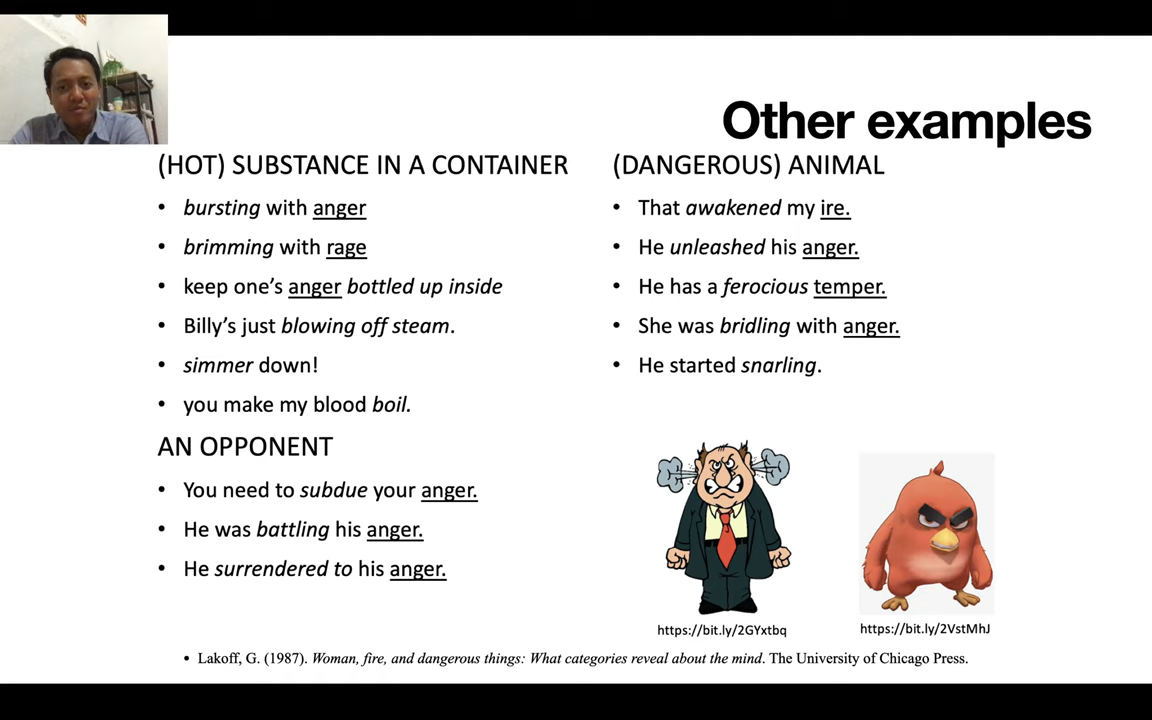 Other examples
(HOT) SUBSTANCE IN A CONTAINER
• bursting with anger
• brimming with rage
• keep one’s anger bottled up inside
• Billy’s just blowing off steam.
• simmer down!
• you make my blood boil.
AN OPPONENT
• You need to subdue your anger.
• He was battling his anger.
• He surrendered to his anger.
(DANGEROUS) ANIMAL
• That awakened my ire.
• He unleashed his anger.
• He has a ferocious temper.
• She was bridling with anger.
• He started snarling.
https://bit.ly/2GYxtbq
https://bit.ly/2VstMhJ
• Lakoff, G. (1987). Woman, fire, and dangerous things: What categories reveal about the mind. The University of Chicago Press.